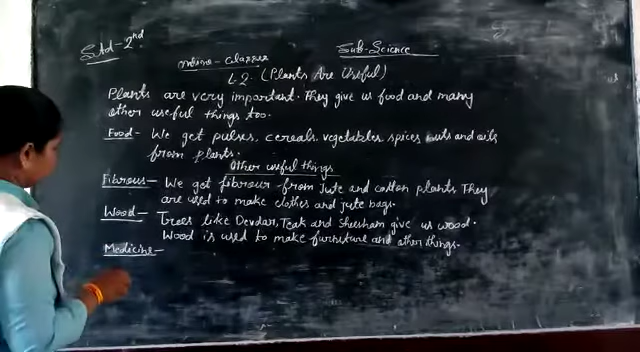 Std-2nd
Online-classes
Sub-Science
L2 (Plants Are Useful)
Plants are very important. They give us food and many
other useful things too.
Food- We get pulses, cereals, vegetables, spices nuts and oils
from plants.
Other useful things
Fibrous- We get fibrour from Jute and cotton plants. They
are used to make clothes and jute bags.
Wood- Trees like Devdar, Teak and Sheesham give us wood.
Wood is used to make furniture and other things.
Medicine-